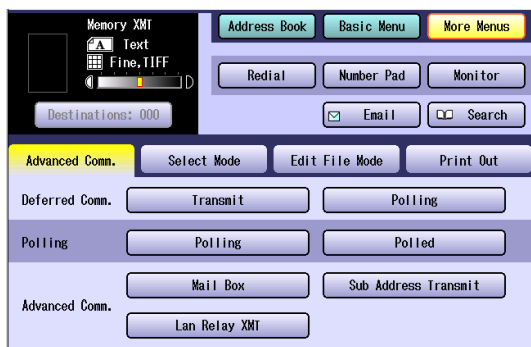 Memory XMT
A Text
Fine,TIFF
D
Destinations: 000
Address Book Basic Menu More Menus
Redial Number Pad Monitor
Email Search
Advanced Comm. Select Mode Edit File Mode Print Out
Deferred Comm. Transmit Polling
Polling Polling Polled
Advanced Comm. Mail Box Sub Address Transmit
Lan Relay XMT